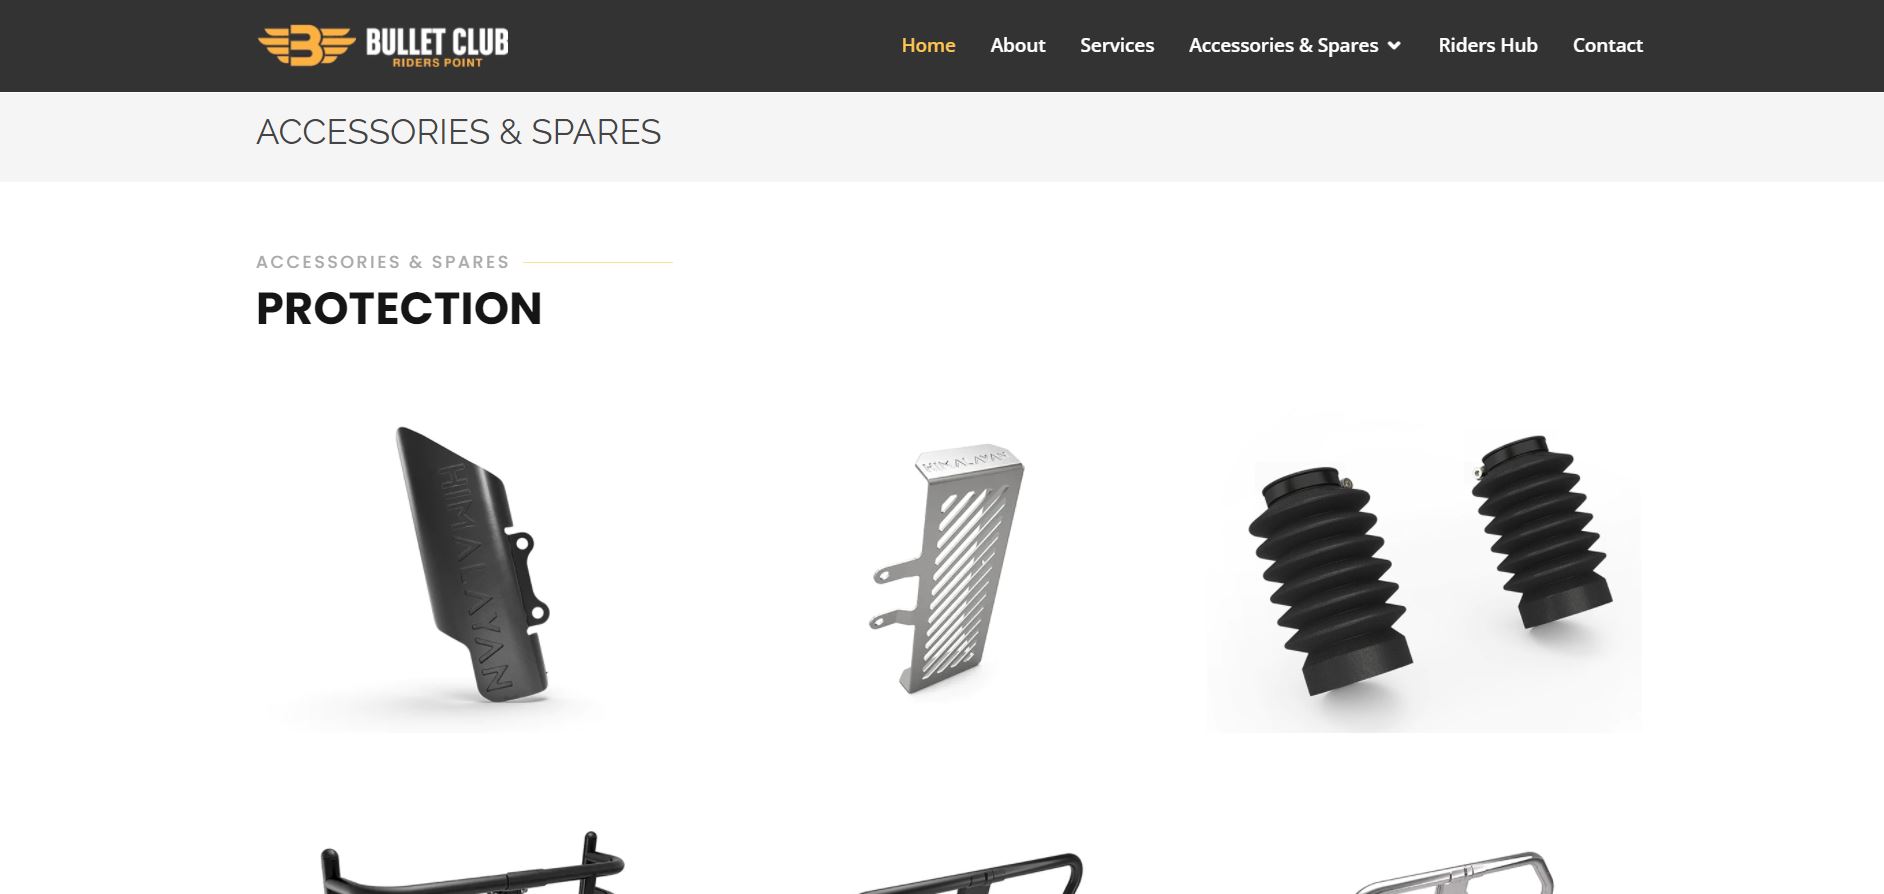 BULLET CLUB
RIDERS POINT
Home
About
Services
Accessories & Spares
Riders Hub
Contact
ACCESSORIES & SPARES
ACCESSORIES & SPARES
PROTECTION
HIMALAYAN
HIMALAYAN